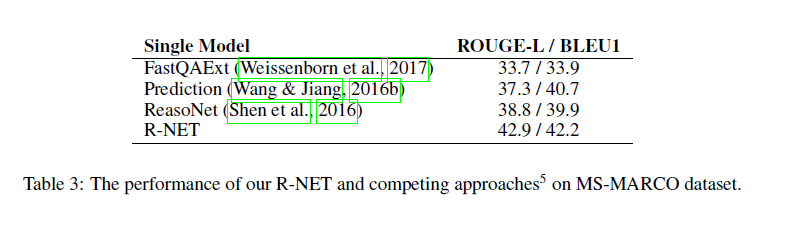 Single Model ROUGE-L / BLEU1
FastQAExt (Weissenborn et al., 2017) 33.7 / 33.9
Prediction (Wang & Jiang, 2016b) 37.3 / 40.7
ReasoNet (Shen et al., 2016) 38.8 / 39.9
R-NET 42.9 / 42.2
Table 3: The performance of our R-NET and competing approaches5 on MS-MARCO dataset.